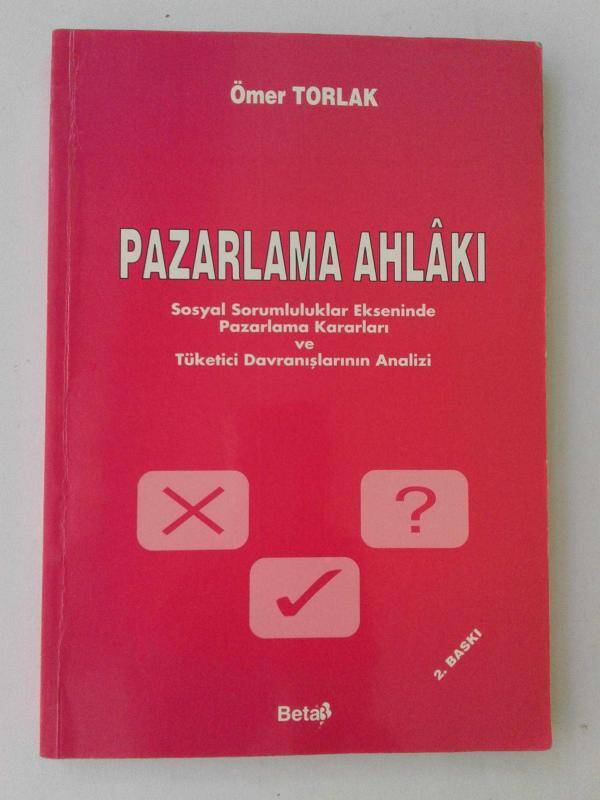 Ömer TORLAK
PAZARLAMA AHLÂKI
Sosyal Sorumluluklar Ekseninde
Pazarlama Kararları
ve
Tüketici Davranışlarının Analizi
?
2. BASKI
Beta